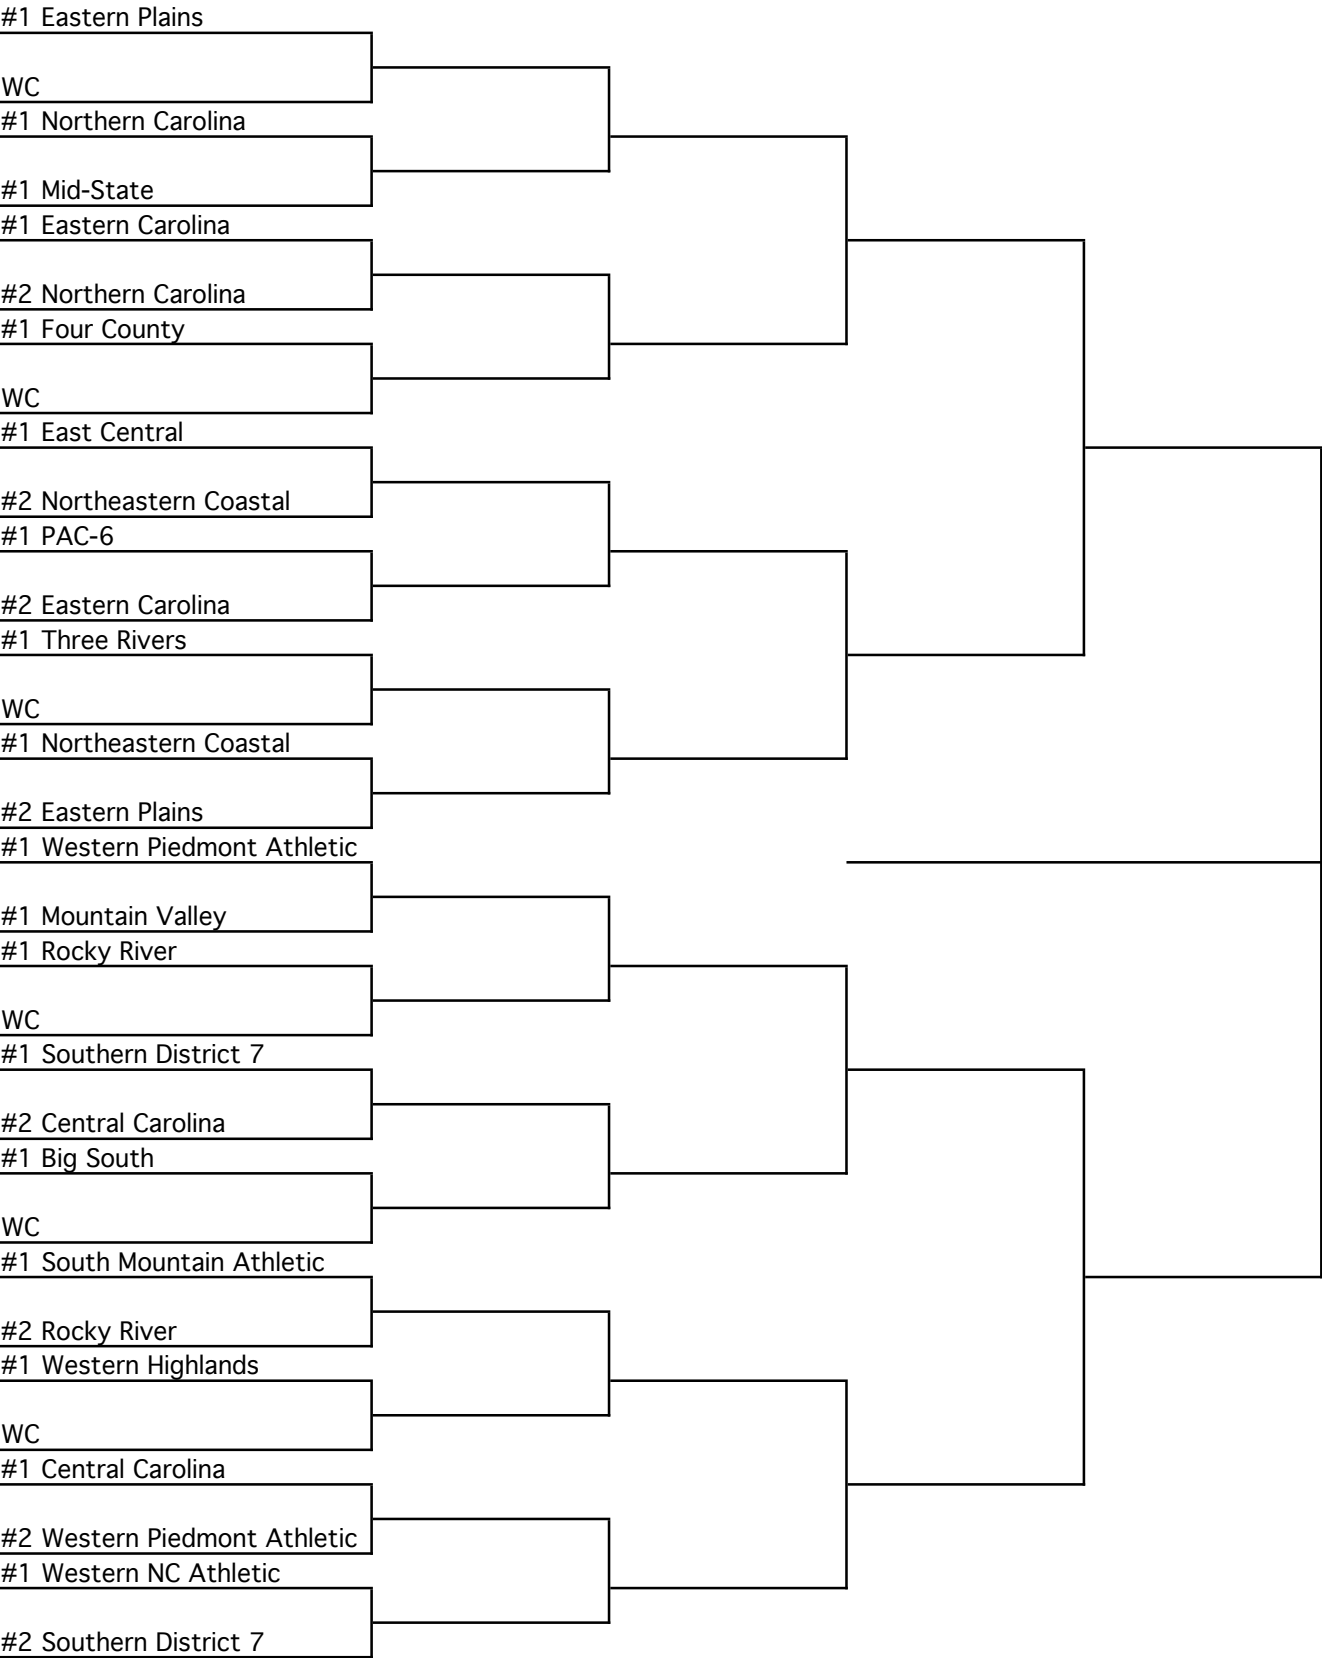 #1 Eastern Plains
WC
#1 Northern Carolina
#1 Mid-State
#1 Eastern Carolina
#2 Northern Carolina
#1 Four County
WC
#1 East Central
#2 Northeastern Coastal
#1 PAC-6
#2 Eastern Carolina
#1 Three Rivers
WC
#1 Northeastern Coastal
#2 Eastern Plains
#1 Western Piedmont Athletic
#1 Mountain Valley
#1 Rocky River
WC
#1 Southern District 7
#2 Central Carolina
#1 Big South
WC
#1 South Mountain Athletic
#2 Rocky River
#1 Western Highlands
WC
#1 Central Carolina
#2 Western Piedmont Athletic
#1 Western NC Athletic
#2 Southern District 7